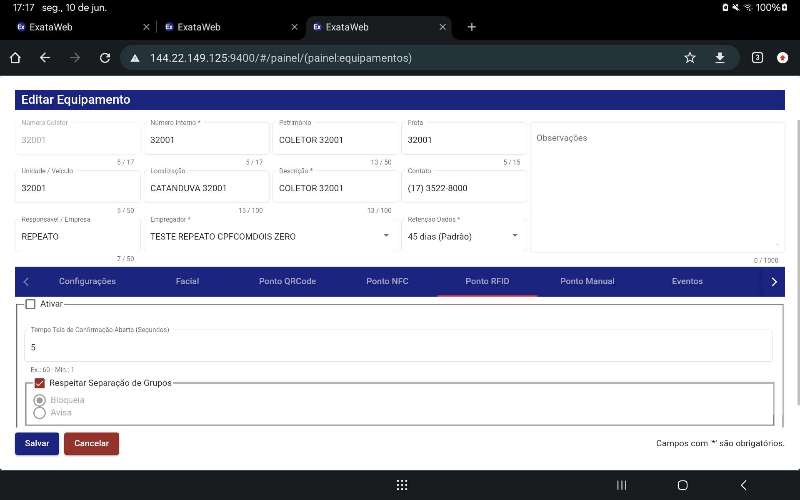 17:17 seg., 10 de jun. 100%
Ex ExataWeb Ex ExataWeb Ex ExataWeb
144.22.149.125:9400/#/painel/(painel:equipamentos) 3
Editar Equipamento
Número Coletor Número Interno * Patrimônio Frota
32001 32001 COLETOR 32001 32001 Observações
5 / 17 5 / 17 13 / 50 5 / 15
Unidade / Veículo Localização Descrição * Contato
32001 CATANDUVA 32001 COLETOR 32001 (17) 3522-8000
5 / 50 15 / 100 13 / 100
Responsável / Empresa Empregador * Retenção Dados *
REPEATO TESTE REPEATO CPFCOMDOIS ZERO 45 dias (Padrão)
7 / 50 0 / 1000
Configurações Facial Ponto QRCode Ponto NFC Ponto RFID Ponto Manual Eventos
Ativar
Tempo Tela de Confirmação Aberta (Segundos)
5
Ex.: 60 - Mín.: 1
Respeitar Separação de Grupos
Bloqueia
Avisa
Salvar Cancelar Campos com '*' são obrigatórios.